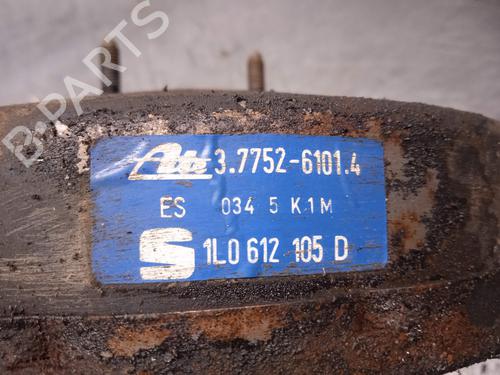 B-PARTS
Ate 3.7752-6101.4
ES 034 5 K1M
S 1L0 612 105 D